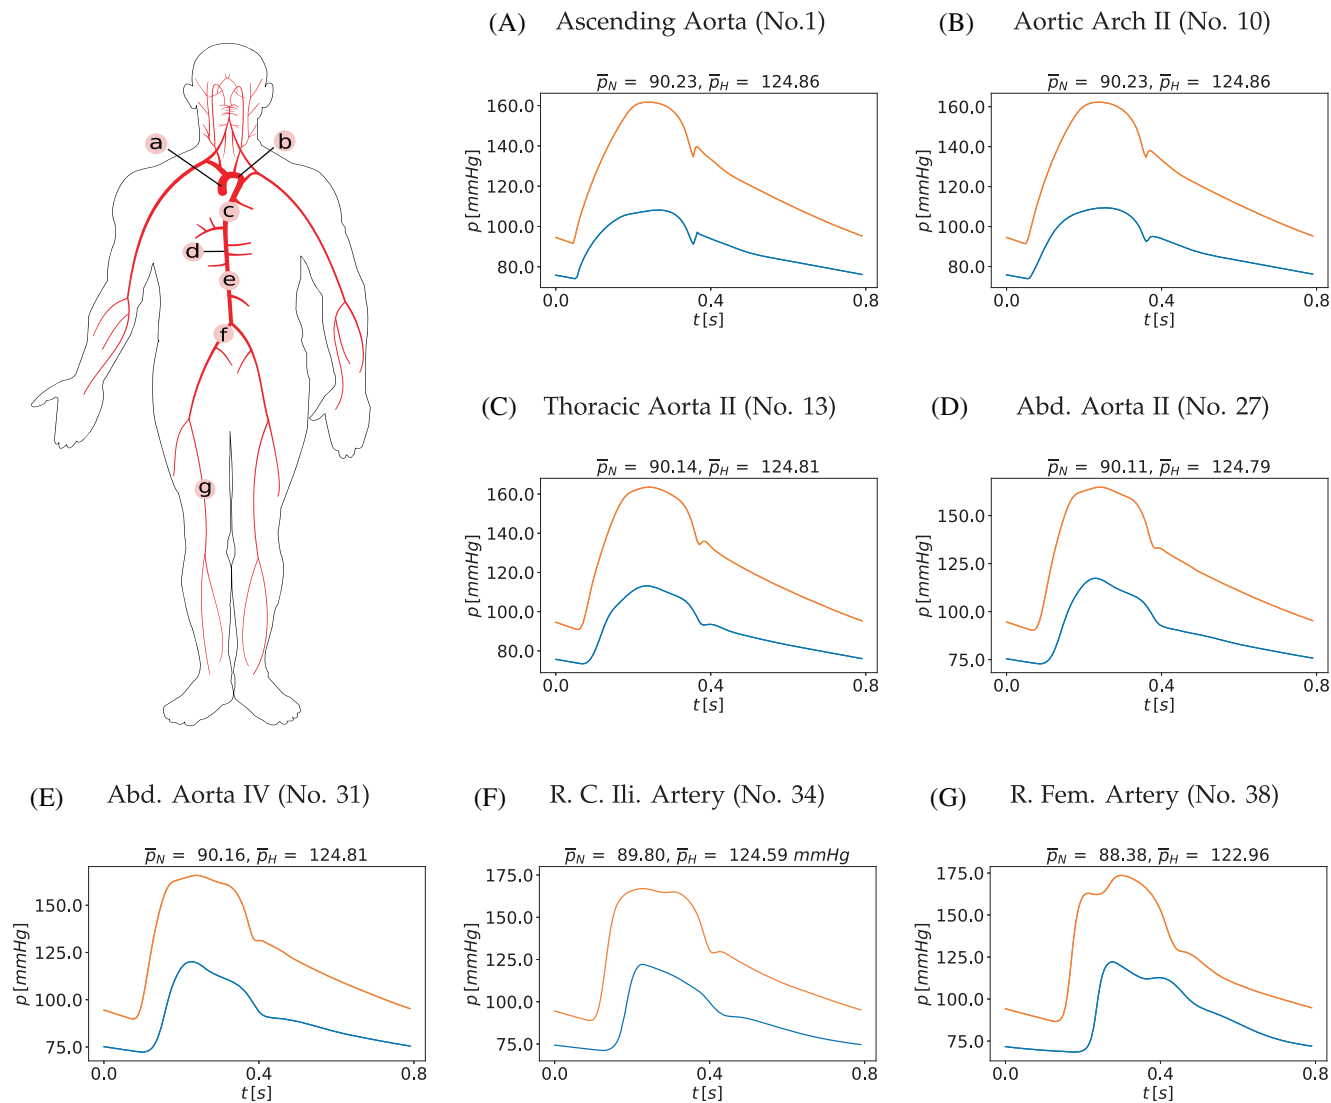 (A) Ascending Aorta (No.1)
p̅N = 90.23, p̅H = 124.86
160.0
140.0
120.0
100.0
80.0
p [mmHg]
0.0 0.4 0.8
t [s]
(B) Aortic Arch II (No. 10)
p̅N = 90.23, p̅H = 124.86
160.0
140.0
120.0
100.0
80.0
p [mmHg]
0.0 0.4 0.8
t [s]
a
b
c
d
e
f
g
(C) Thoracic Aorta II (No. 13)
p̅N = 90.14, p̅H = 124.81
160.0
140.0
120.0
100.0
80.0
p [mmHg]
0.0 0.4 0.8
t [s]
(D) Abd. Aorta II (No. 27)
p̅N = 90.11, p̅H = 124.79
150.0
125.0
100.0
75.0
p [mmHg]
0.0 0.4 0.8
t [s]
(E) Abd. Aorta IV (No. 31)
p̅N = 90.16, p̅H = 124.81
150.0
125.0
100.0
75.0
p [mmHg]
0.0 0.4 0.8
t [s]
(F) R. C. Ili. Artery (No. 34)
p̅N = 89.80, p̅H = 124.59 mmHg
175.0
150.0
125.0
100.0
75.0
p [mmHg]
0.0 0.4 0.8
t [s]
(G) R. Fem. Artery (No. 38)
p̅N = 88.38, p̅H = 122.96
175.0
150.0
125.0
100.0
75.0
p [mmHg]
0.0 0.4 0.8
t [s]